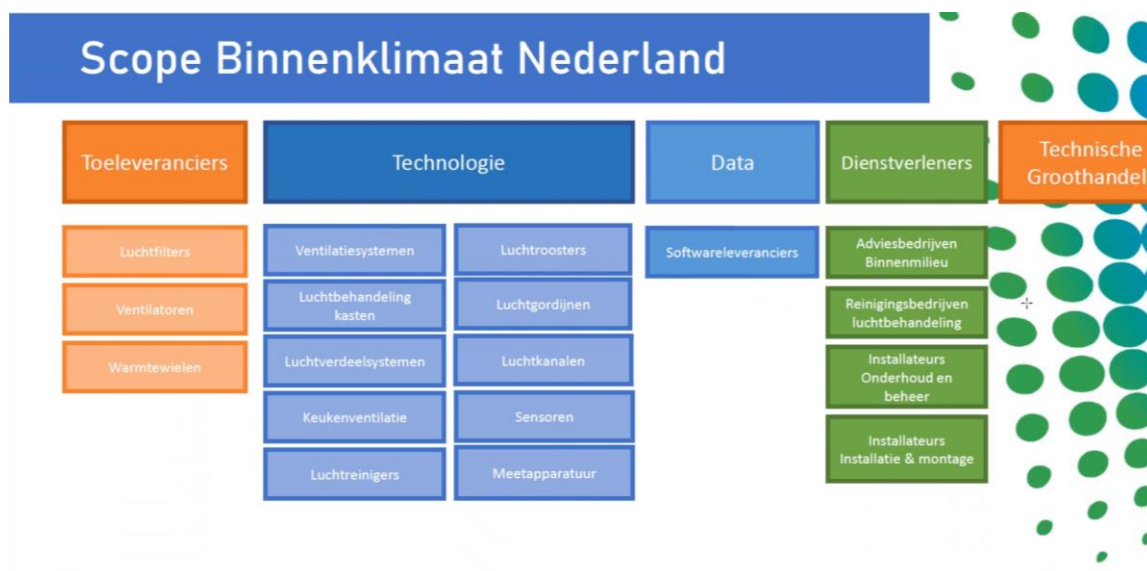 Scope Binnenklimaat Nederland
Toeleveranciers
Technologie
Data
Dienstverleners
Technische
Groothandel
Luchtfilters
Ventilatoren
Warmtewielen
Ventilatiesystemen
Luchtbehandeling
kasten
Luchtverdeelsystemen
Keukenventilatie
Luchtreinigers
Luchtroosters
Luchtgordijnen
Luchtkanalen
Sensoren
Meetapparatuur
Softwareleveranciers
Adviesbedrijven
Binnenmilieu
Reinigingsbedrijven
luchtbehandeling
Installateurs
Onderhoud en
beheer
Installateurs
Installatie & montage